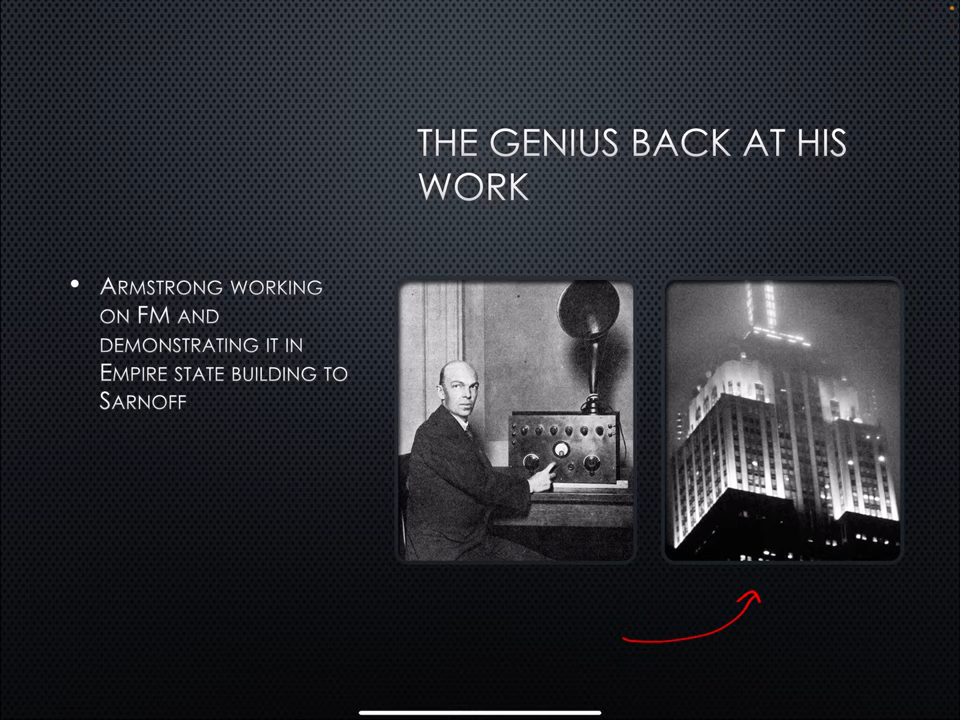 THE GENIUS BACK AT HIS
WORK
• ARMSTRONG WORKING
ON FM AND
DEMONSTRATING IT IN
EMPIRE STATE BUILDING TO
SARNOFF